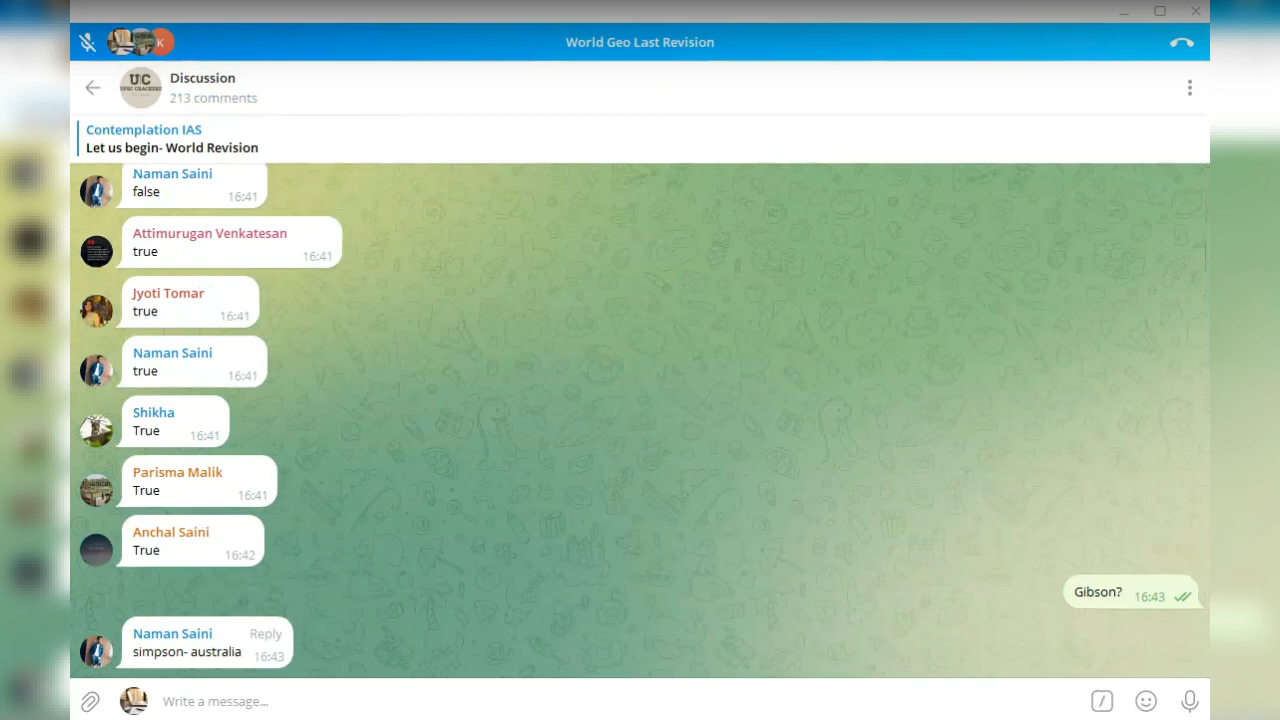 K
World Geo Last Revision
UC
UPSC CRACKERS
Discussion
213 comments
Contemplation IAS
Let us begin- World Revision
Naman Saini
false
16:41
Attimurugan Venkatesan
true
16:41
Jyoti Tomar
true
16:41
Naman Saini
true
16:41
Shikha
True
16:41
Parisma Malik
True
16:41
Anchal Saini
True
16:42
Gibson? 16:43
Naman Saini Reply
simpson- australia
16:43
Write a message...